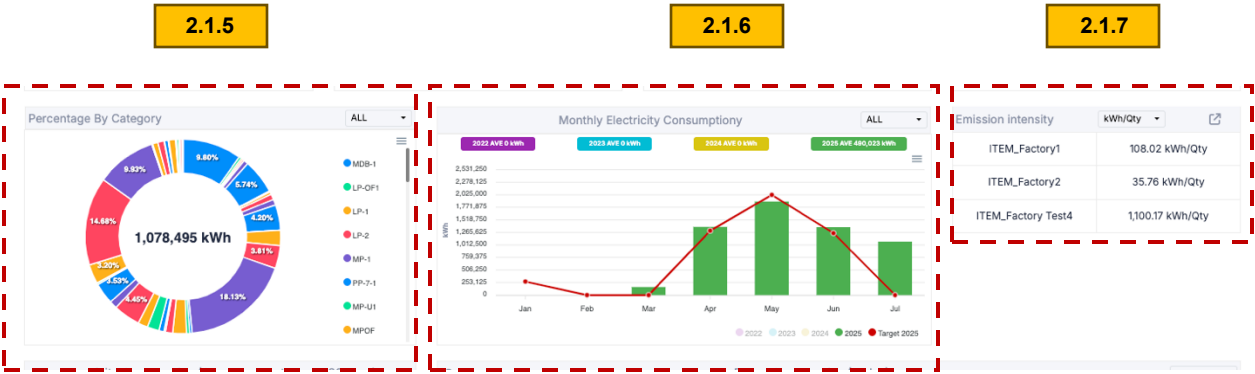 2.1.5
2.1.6
2.1.7
Percentage By Category
ALL
9.80%
5.74%
4.20%
3.81%
18.13%
4.45%
3.53%
3.20%
14.68%
9.93%
1,078,495 kWh
MDB-1
LP-OF1
LP-1
LP-2
MP-1
PP-7-1
MP-U1
MPOF
Monthly Electricity Consumptiony
ALL
2022 AVE 0 kWh
2023 AVE 0 kWh
2024 AVE 0 kWh
2025 AVE 480,023 kWh
kWh
2,531,250
2,278,125
2,025,000
1,771,875
1,518,750
1,265,625
1,012,500
759,375
506,250
253,125
0
Jan Feb Mar Apr May Jun Jul
2022 2023 2024 2025 Target 2025
Emission intensity
kWh/Qty
ITEM_Factory1 108.02 kWh/Qty
ITEM_Factory2 35.76 kWh/Qty
ITEM_Factory Test4 1,100.17 kWh/Qty